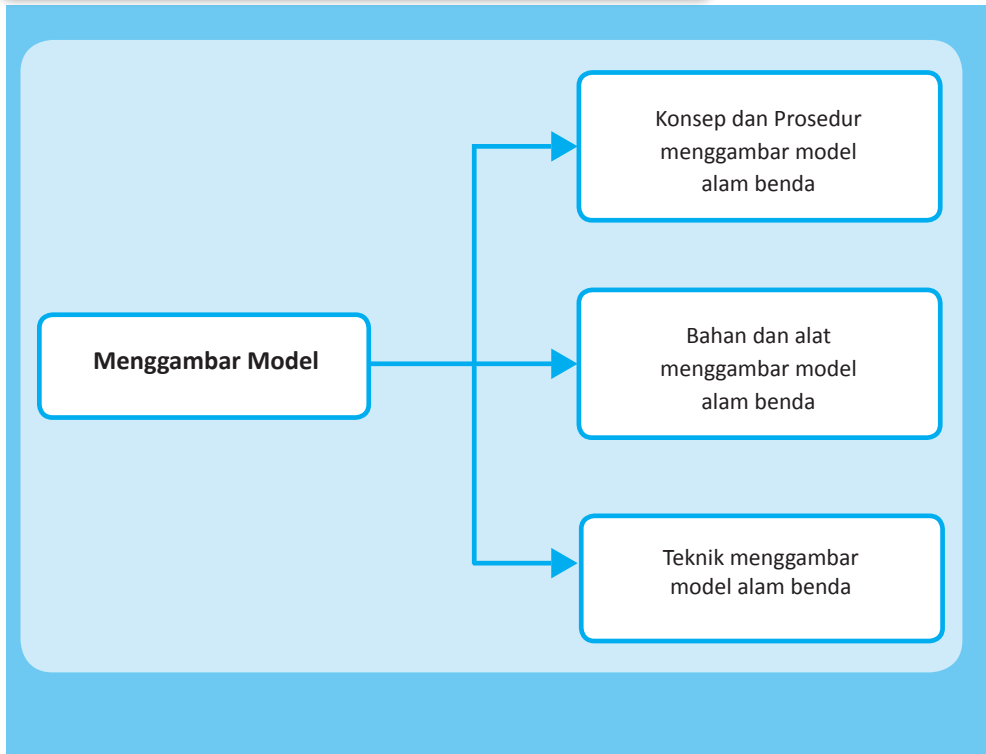 Menggambar Model
Konsep dan Prosedur
menggambar model
alam benda
Bahan dan alat
menggambar model
alam benda
Teknik menggambar
model alam benda